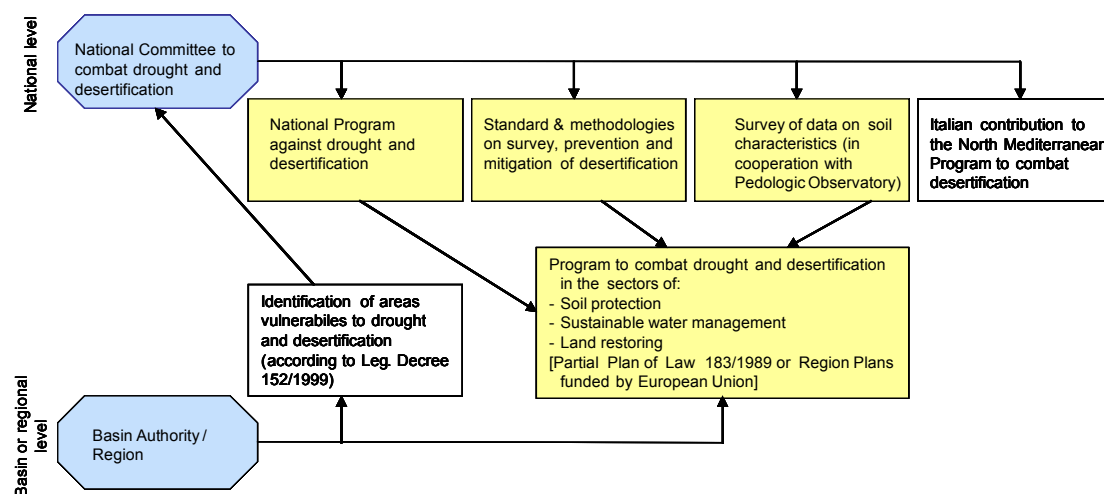 National level
National Committee to
combat drought and
desertification
National Program
against drought and
desertification
Standard & methodologies
on survey, prevention and
mitigation of desertification
Survey of data on soil
characteristics (in
cooperation with
Pedologic Observatory)
Italian contribution to
the North Mediterranean
Program to combat
desertification
Identification of areas
vulnerabiles to drought
and desertification
(according to Leg. Decree
152/1999)
Program to combat drought and desertification
in the sectors of:
- Soil protection
- Sustainable water management
- Land restoring
[Partial Plan of Law 183/1989 or Region Plans
funded by European Union]
Basin or regional
level
Basin Authority /
Region